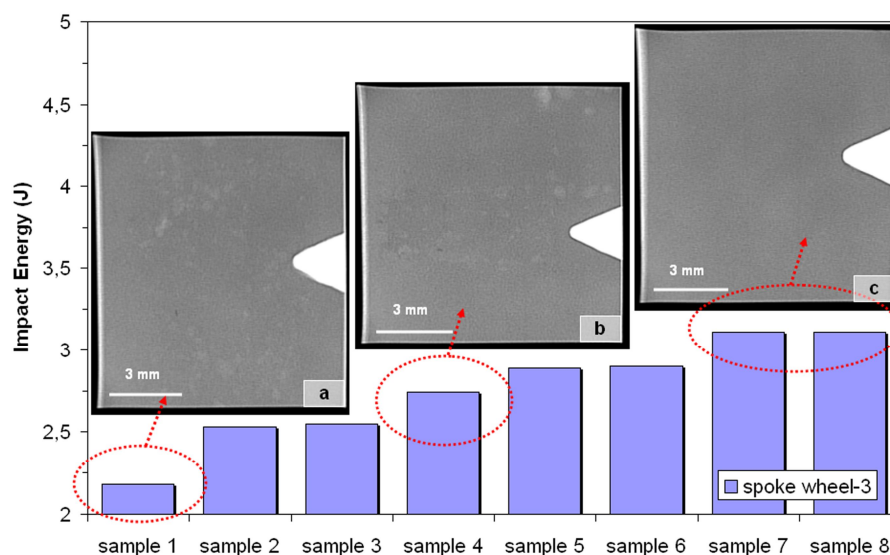 5
4,5
4
3,5
3
2,5
2
Impact Energy (J)
3 mm
a
3 mm
b
3 mm
c
spoke wheel-3
sample 1 sample 2 sample 3 sample 4 sample 5 sample 6 sample 7 sample 8